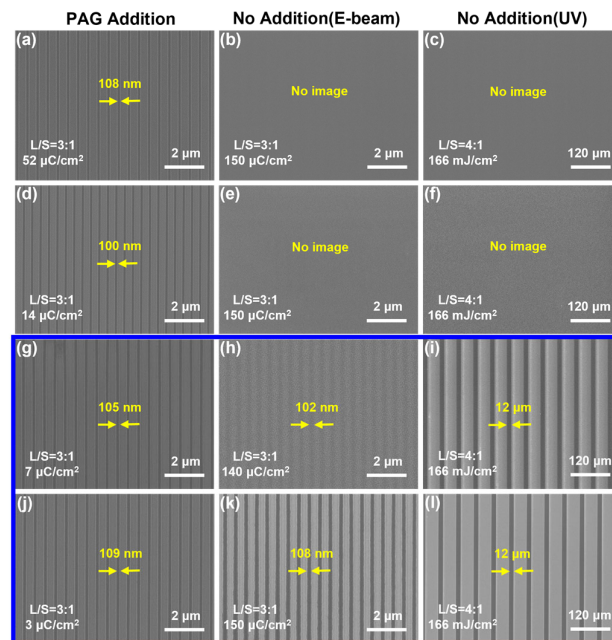 PAG Addition No Addition(E-beam) No Addition(UV)
(a) (b) (c)
108 nm No image No image
L/S=3:1 L/S=3:1 L/S=4:1
52 µC/cm² 2 µm 150 µC/cm² 2 µm 166 mJ/cm² 120 µm
(d) (e) (f)
100 nm No image No image
L/S=3:1 L/S=3:1 L/S=4:1
14 µC/cm² 2 µm 150 µC/cm² 2 µm 166 mJ/cm² 120 µm
(g) (h) (i)
105 nm 102 nm 12 µm
L/S=3:1 L/S=3:1 L/S=4:1
7 µC/cm² 2 µm 140 µC/cm² 2 µm 166 mJ/cm² 120 µm
(j) (k) (l)
109 nm 108 nm 12 µm
L/S=3:1 L/S=3:1 L/S=4:1
3 µC/cm² 2 µm 150 µC/cm² 2 µm 166 mJ/cm² 120 µm